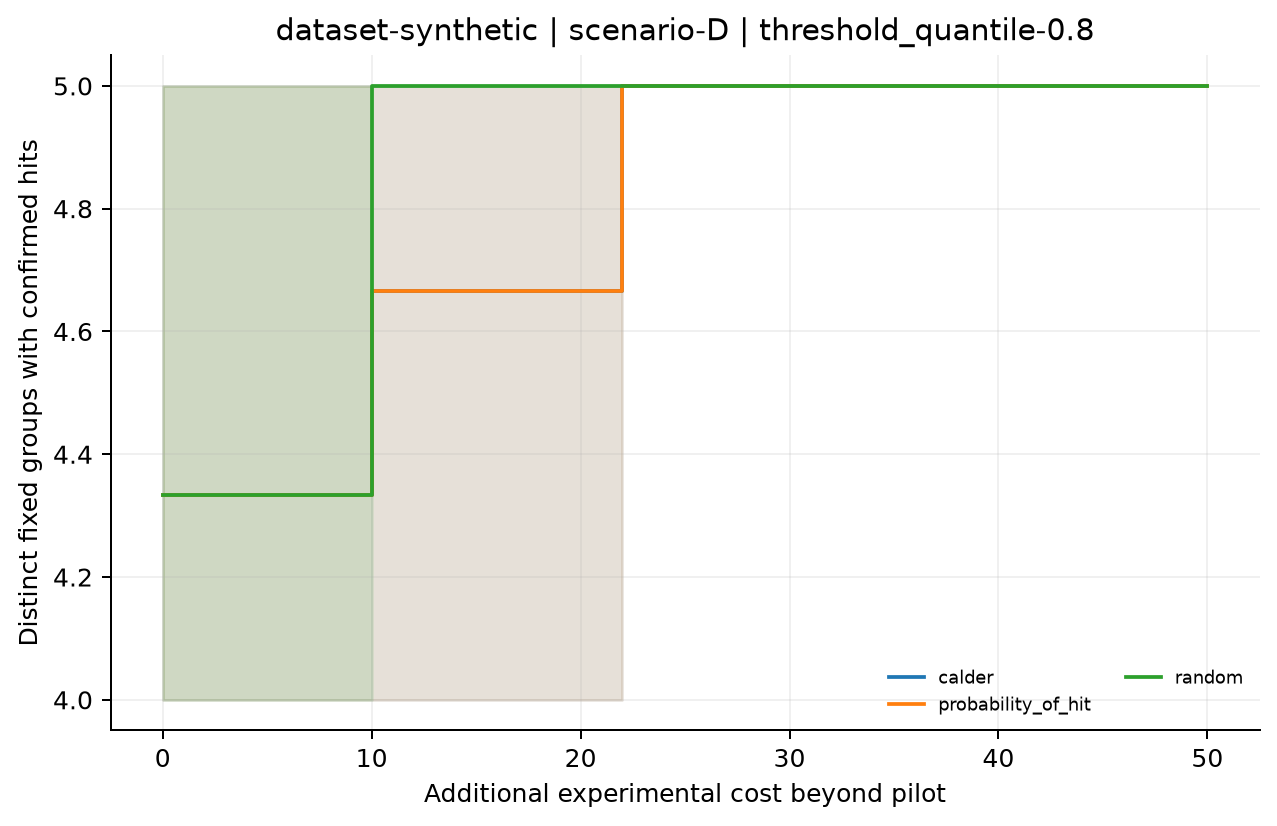 dataset-synthetic | scenario-D | threshold_quantile-0.8
Distinct fixed groups with confirmed hits
5.0
4.8
4.6
4.4
4.2
4.0
calder
probability_of_hit
random
0 10 20 30 40 50
Additional experimental cost beyond pilot